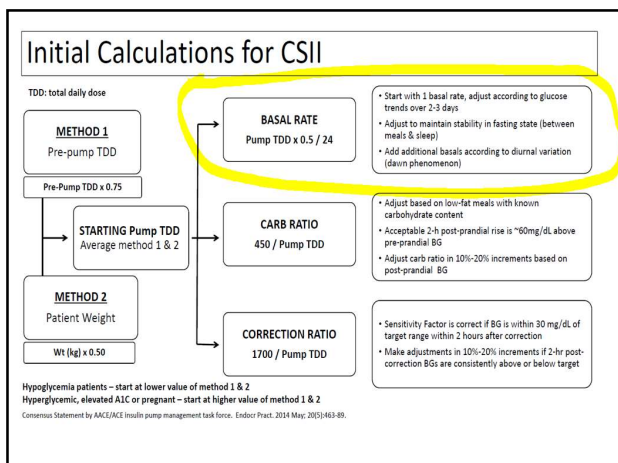 Initial Calculations for CSII
TDD: total daily dose
METHOD 1
Pre-pump TDD
Pre-Pump TDD x 0.75
STARTING Pump TDD
Average method 1 & 2
METHOD 2
Patient Weight
Wt (kg) x 0.50
BASAL RATE
Pump TDD x 0.5 / 24
• Start with 1 basal rate, adjust according to glucose
trends over 2-3 days
• Adjust to maintain stability in fasting state (between
meals & sleep)
• Add additional basals according to diurnal variation
(dawn phenomenon)
CARB RATIO
450 / Pump TDD
• Adjust based on low-fat meals with known
carbohydrate content
• Acceptable 2-h post-prandial rise is ~60mg/dL above
pre-prandial BG
• Adjust carb ratio in 10%-20% increments based on
post-prandial BG
CORRECTION RATIO
1700 / Pump TDD
• Sensitivity Factor is correct if BG is within 30 mg/dL of
target range within 2 hours after correction
• Make adjustments in 10%-20% increments if 2-hr post-
correction BGs are consistently above or below target
Hypoglycemia patients – start at lower value of method 1 & 2
Hyperglycemic, elevated A1C or pregnant – start at higher value of method 1 & 2
Consensus Statement by AACE/ACE insulin pump management task force. Endocr Pract. 2014 May; 20(5):463-89.